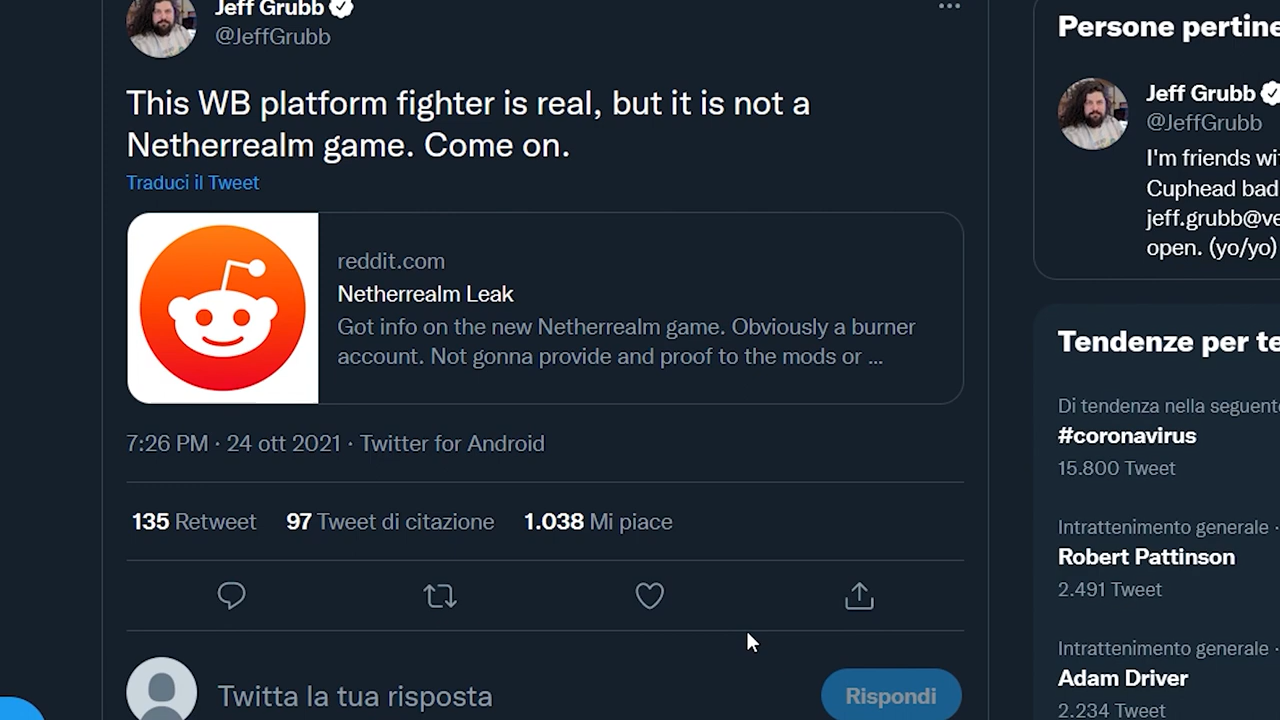 Jeff Grubb
@JeffGrubb
This WB platform fighter is real, but it is not a
Netherrealm game. Come on.
Traduci il Tweet
reddit.com
Netherrealm Leak
Got info on the new Netherrealm game. Obviously a burner
account. Not gonna provide and proof to the mods or ...
7:26 PM · 24 ott 2021 · Twitter for Android
135 Retweet 97 Tweet di citazione 1.038 Mi piace
Twitta la tua risposta
Rispondi
Persone pertine
Jeff Grubb
@JeffGrubb
I'm friends wi
Cuphead bad
jeff.grubb@ve
open. (yo/yo)
Tendenze per te
Di tendenza nella seguent
#coronavirus
15.800 Tweet
Intrattenimento generale ·
Robert Pattinson
2.491 Tweet
Intrattenimento generale ·
Adam Driver
2.234 Tweet